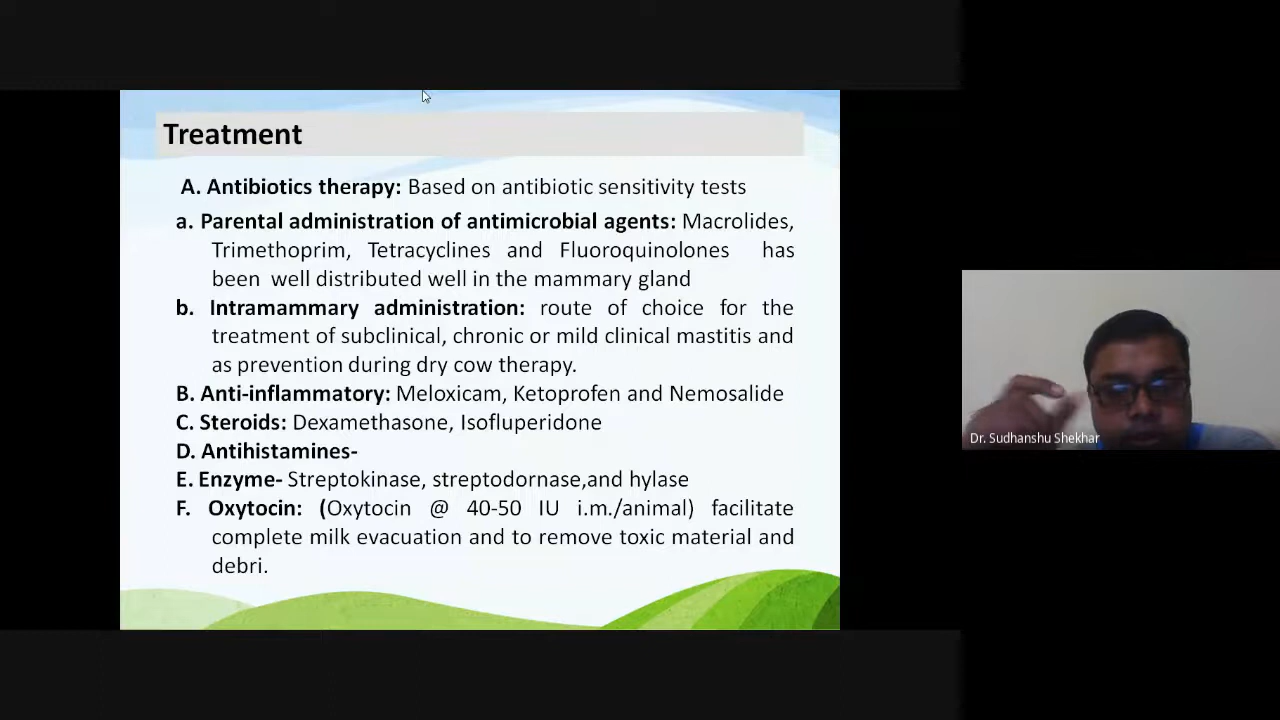 Treatment
A. Antibiotics therapy: Based on antibiotic sensitivity tests
a. Parental administration of antimicrobial agents: Macrolides,
Trimethoprim, Tetracyclines and Fluoroquinolones has
been well distributed well in the mammary gland
b. Intramammary administration: route of choice for the
treatment of subclinical, chronic or mild clinical mastitis and
as prevention during dry cow therapy.
B. Anti-inflammatory: Meloxicam, Ketoprofen and Nemosalide
C. Steroids: Dexamethasone, Isofluperidone
D. Antihistamines-
E. Enzyme- Streptokinase, streptodornase,and hylase
F. Oxytocin: (Oxytocin @ 40-50 IU i.m./animal) facilitate
complete milk evacuation and to remove toxic material and
debri.
Dr. Sudhanshu Shekhar